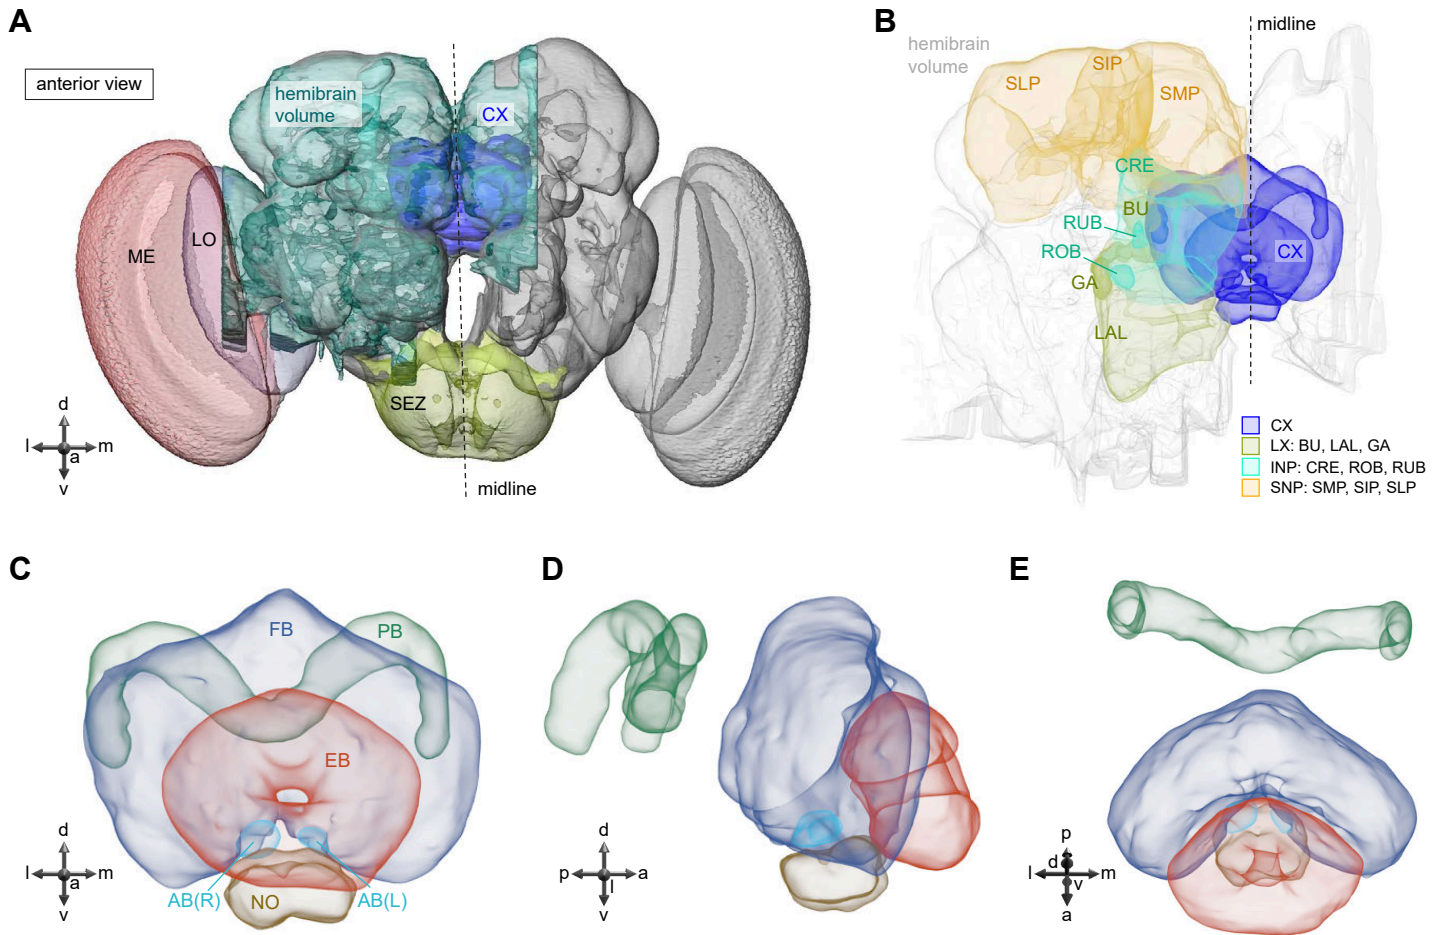 A
anterior view
hemibrain
volume
CX
ME
LO
SEZ
midline
d
l
m
a
v
B
hemibrain
volume
midline
SLP
SIP
SMP
CRE
BU
RUB
ROB
GA
LAL
CX
CX
LX: BU, LAL, GA
INP: CRE, ROB, RUB
SNP: SMP, SIP, SLP
C
FB
PB
EB
AB(R)
NO
AB(L)
d
l
m
a
v
D
d
p
a
l
v
E
p
d
l
m
v
a